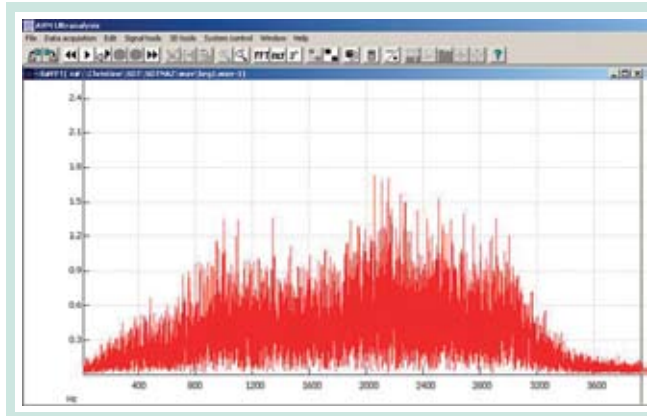 File Data acquisition Edit Signal tools 3D tools System control Window Help
FFT
2.4
2.1
1.8
1.5
1.2
0.9
0.6
0.3
400 800 1200 1600 2000 2400 2800 3200 3600
Hz